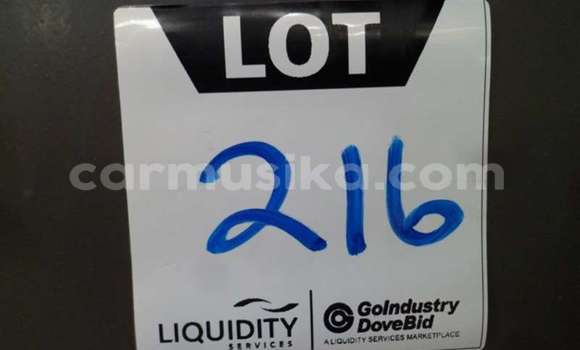 LOT
216
carmusika.com
LIQUIDITY
SERVICES
GoIndustry
DoveBid
A LIQUIDITY SERVICES MARKETPLACE